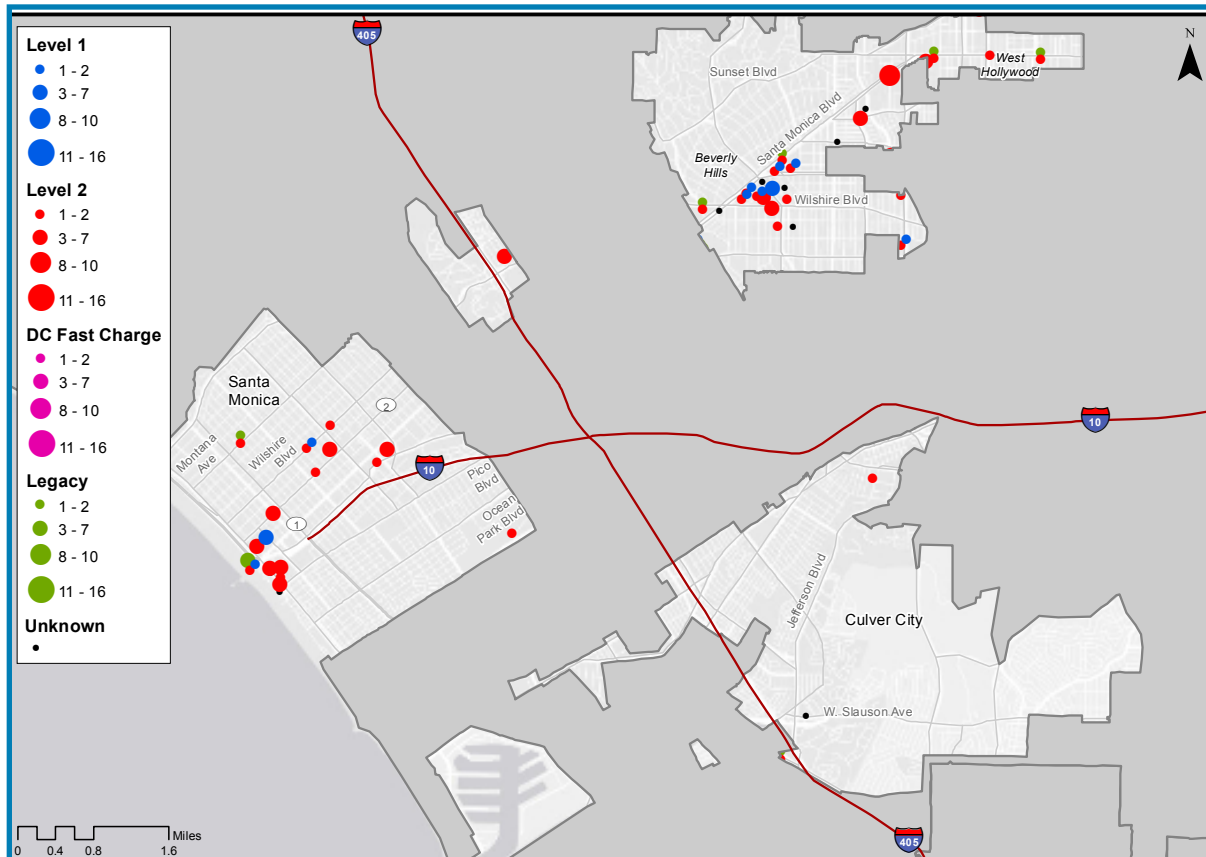 Level 1
1 - 2
3 - 7
8 - 10
11 - 16
Level 2
1 - 2
3 - 7
8 - 10
11 - 16
DC Fast Charge
1 - 2
3 - 7
8 - 10
11 - 16
Legacy
1 - 2
3 - 7
8 - 10
11 - 16
Unknown
405
N
West
Hollywood
Sunset Blvd
Santa Monica Blvd
Beverly
Hills
Wilshire Blvd
Santa
Monica
2
Montana
Ave
Wilshire
Blvd
10
10
Pico
Blvd
Ocean
Park Blvd
1
Jefferson Blvd
Culver City
W. Slauson Ave
405
Miles
0 0.4 0.8 1.6